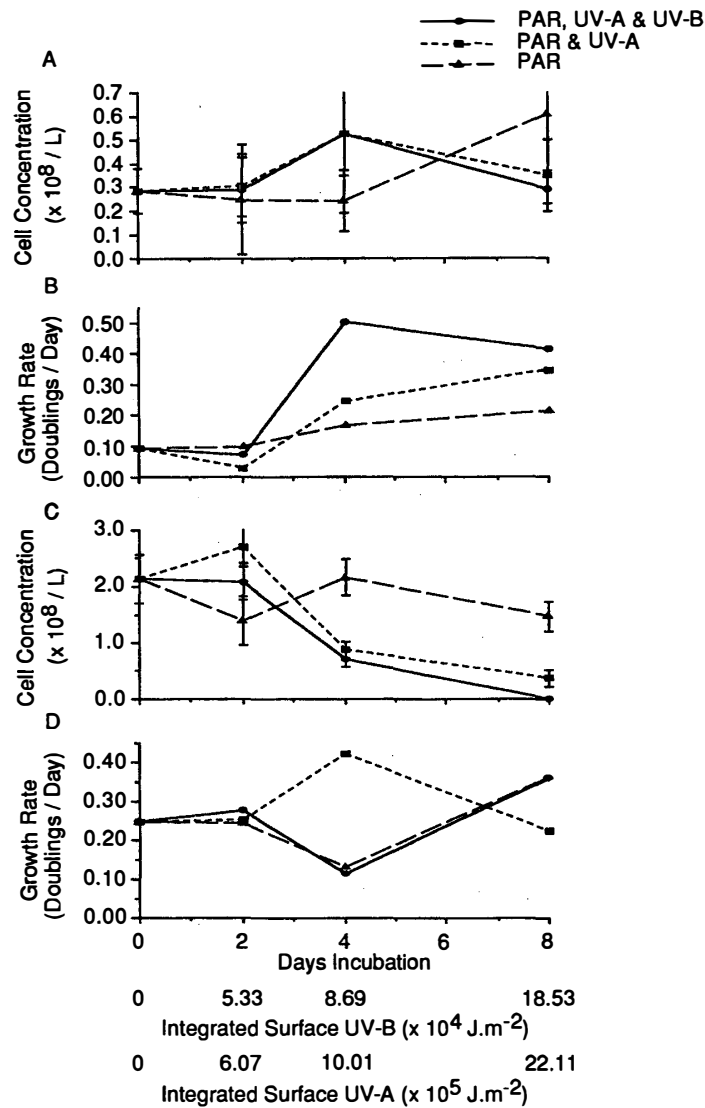 PAR, UV-A & UV-B
PAR & UV-A
PAR
A
Cell Concentration
(x 10⁸ / L)
0.7
0.6
0.5
0.4
0.3
0.2
0.1
0.0
B
Growth Rate
(Doublings / Day)
0.50
0.40
0.30
0.20
0.10
0.00
C
Cell Concentration
(x 10⁸ / L)
3.0
2.0
1.0
0.0
D
Growth Rate
(Doublings / Day)
0.40
0.30
0.20
0.10
0.00
0 2 4 6 8
Days Incubation
0 5.33 8.69 18.53
Integrated Surface UV-B (x 10⁴ J.m⁻²)
0 6.07 10.01 22.11
Integrated Surface UV-A (x 10⁵ J.m⁻²)